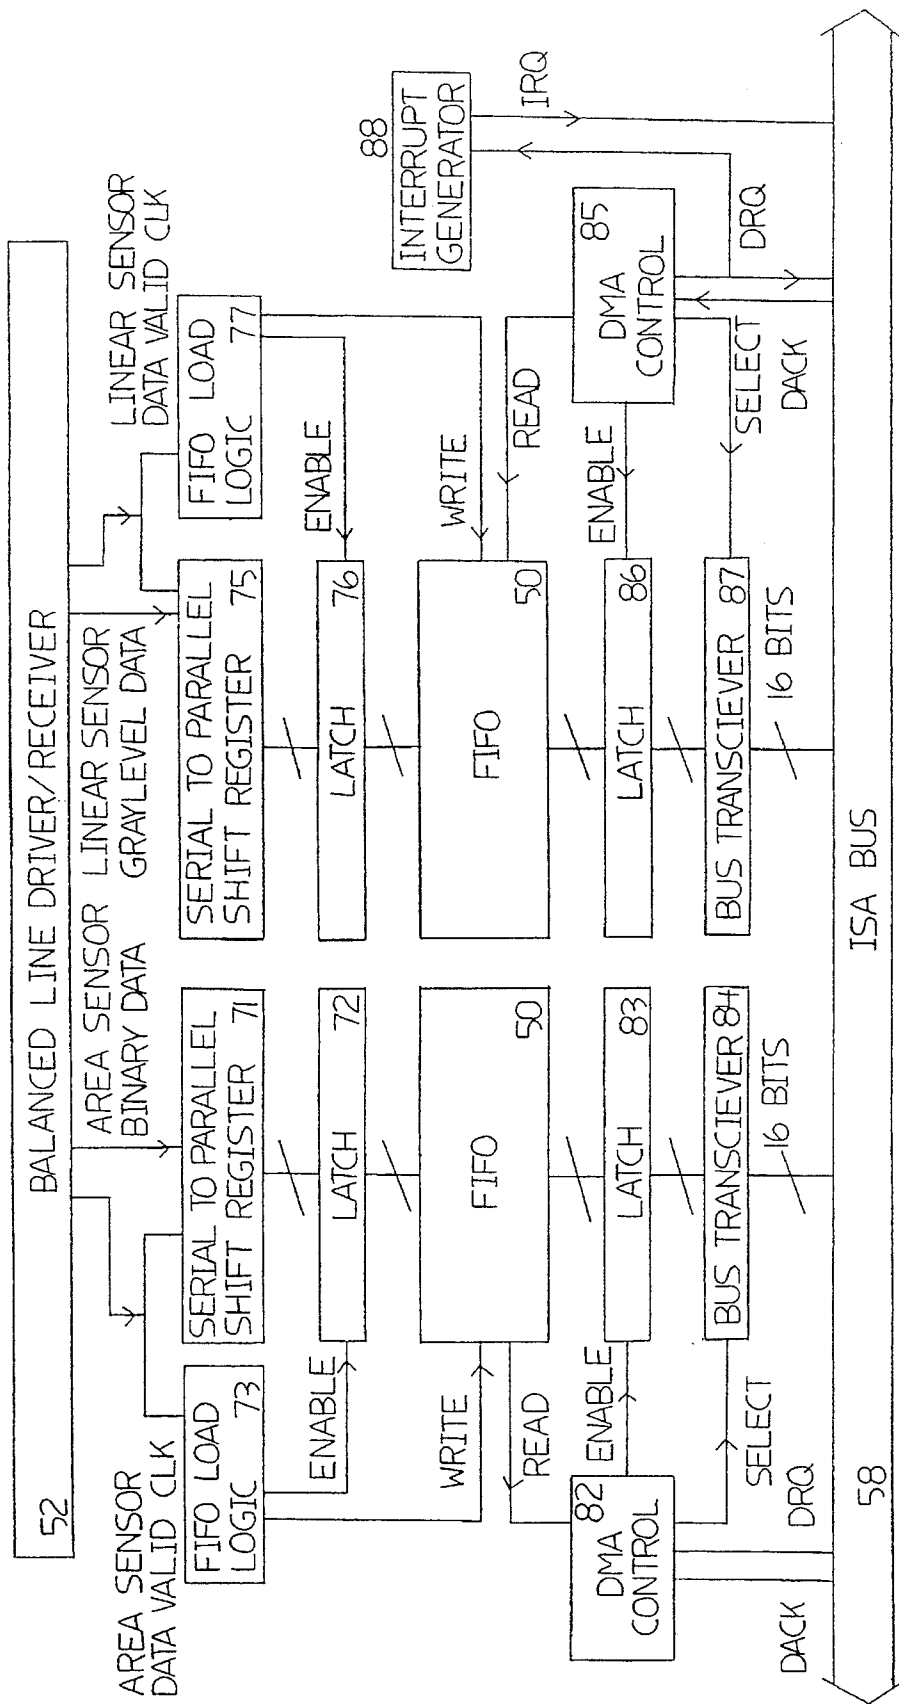 BALANCED LINE DRIVER/RECEIVER
52
AREA SENSOR
DATA VALID CLK
AREA SENSOR
BINARY DATA
LINEAR SENSOR
GRAYLEVEL DATA
LINEAR SENSOR
DATA VALID CLK
FIFO LOAD
LOGIC 73
SERIAL TO PARALLEL
SHIFT REGISTER 71
SERIAL TO PARALLEL
SHIFT REGISTER 75
FIFO LOAD
LOGIC 77
ENABLE
LATCH 72
LATCH 76
ENABLE
88
INTERRUPT
GENERATOR
IRQ
WRITE
READ
FIFO
50
FIFO
50
WRITE
READ
82
DMA
CONTROL
ENABLE
LATCH 83
LATCH 86
ENABLE
85
DMA
CONTROL
SELECT
BUS TRANSCIEVER 84
BUS TRANSCIEVER 87
SELECT
DACK
DRQ
16 BITS
16 BITS
DACK
DRQ
58
ISA BUS